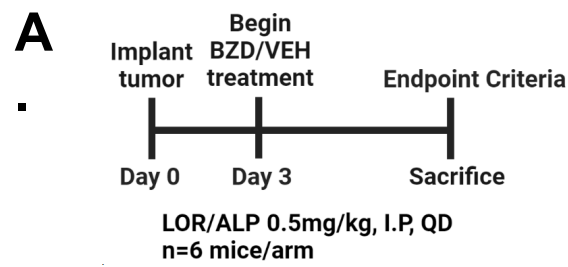 A
Implant
tumor
Begin
BZD/VEH
treatment
Endpoint Criteria
Day 0
Day 3
Sacrifice
LOR/ALP 0.5mg/kg, I.P, QD
n=6 mice/arm